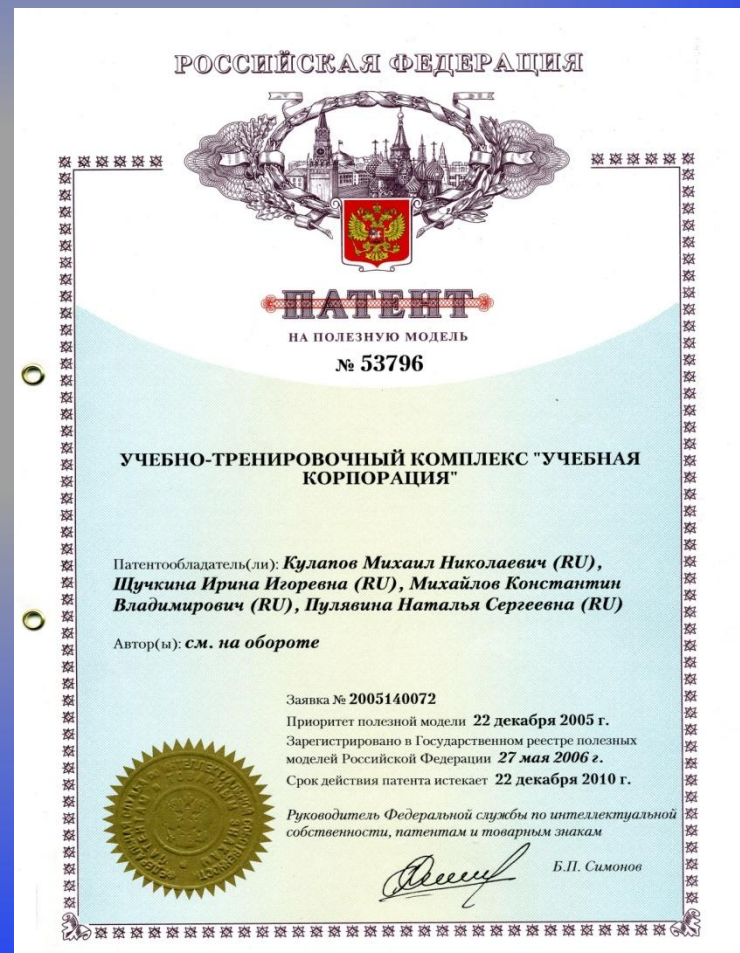 РОССИЙСКАЯ ФЕДЕРАЦИЯ
ПАТЕНТ
НА ПОЛЕЗНУЮ МОДЕЛЬ
№ 53796
УЧЕБНО-ТРЕНИРОВОЧНЫЙ КОМПЛЕКС "УЧЕБНАЯ
КОРПОРАЦИЯ"
Патентообладатель(ли): Кулапов Михаил Николаевич (RU),
Щучкина Ирина Игоревна (RU), Михайлов Константин
Владимирович (RU), Пулявина Наталья Сергеевна (RU)
Автор(ы): см. на обороте
Заявка № 2005140072
Приоритет полезной модели 22 декабря 2005 г.
Зарегистрировано в Государственном реестре полезных
моделей Российской Федерации 27 мая 2006 г.
Срок действия патента истекает 22 декабря 2010 г.
Руководитель Федеральной службы по интеллектуальной
собственности, патентам и товарным знакам
Б.П. Симонов